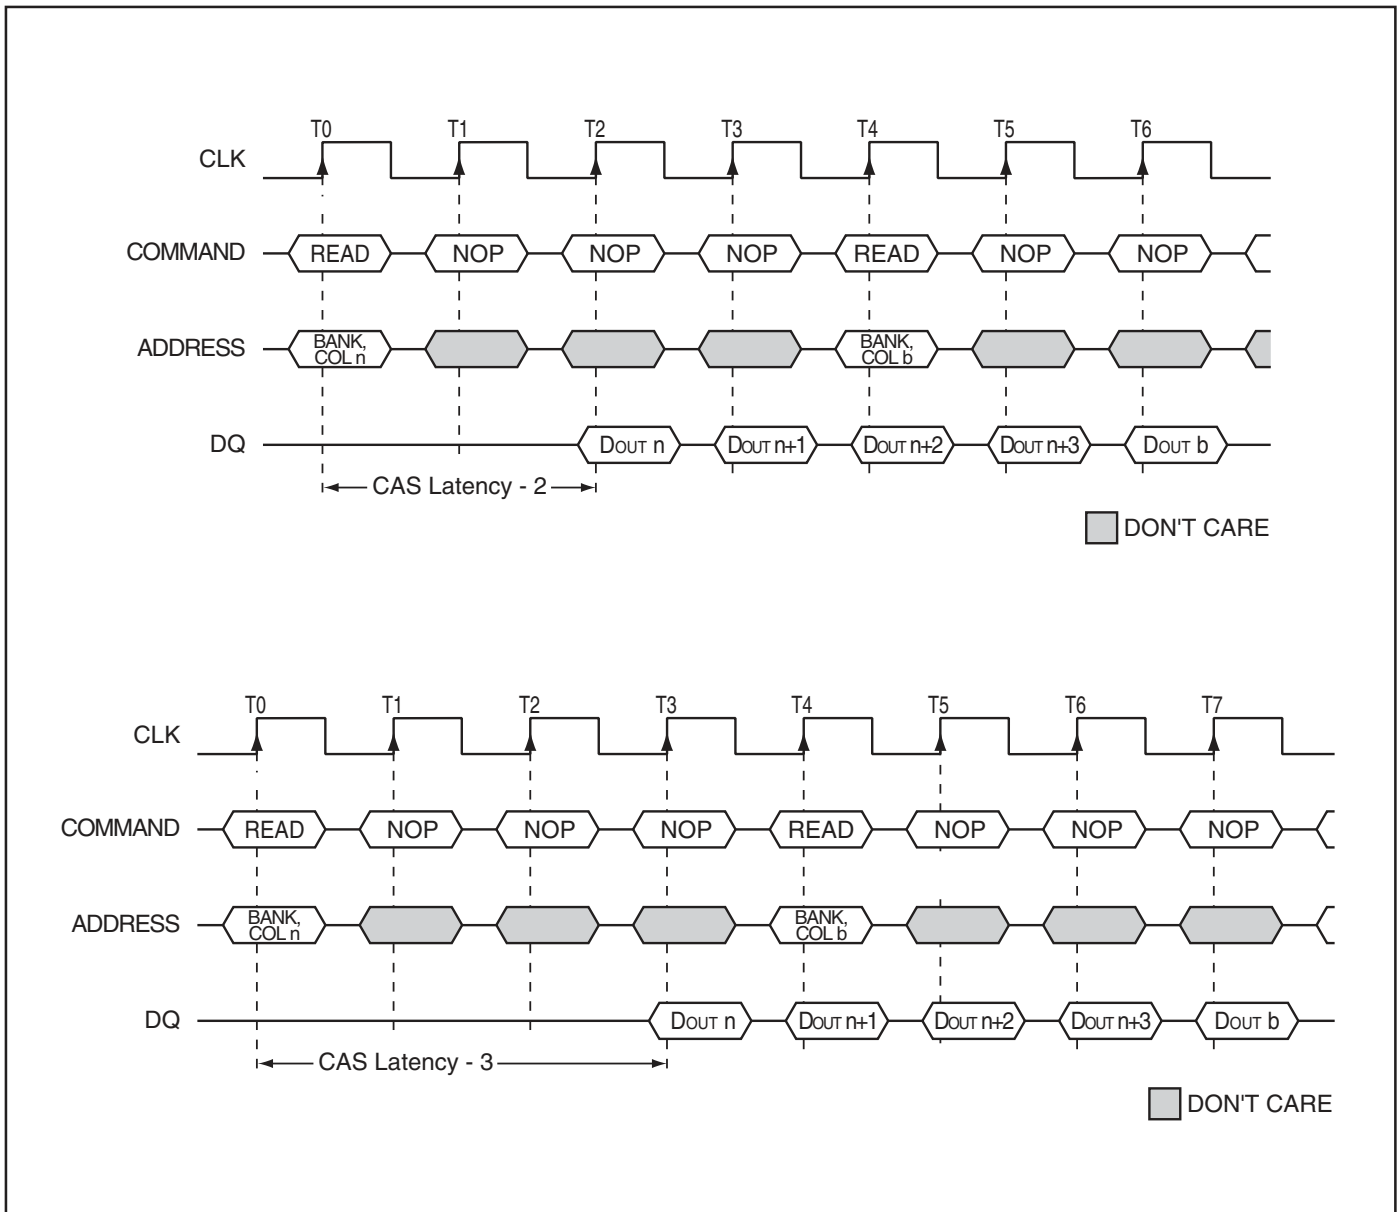 T0 T1 T2 T3 T4 T5 T6
CLK
COMMAND READ NOP NOP NOP READ NOP NOP
ADDRESS BANK, COL n BANK, COL b
DQ DOUT n DOUT n+1 DOUT n+2 DOUT n+3 DOUT b
CAS Latency - 2
DON'T CARE
T0 T1 T2 T3 T4 T5 T6 T7
CLK
COMMAND READ NOP NOP NOP READ NOP NOP NOP
ADDRESS BANK, COL n BANK, COL b
DQ DOUT n DOUT n+1 DOUT n+2 DOUT n+3 DOUT b
CAS Latency - 3
DON'T CARE